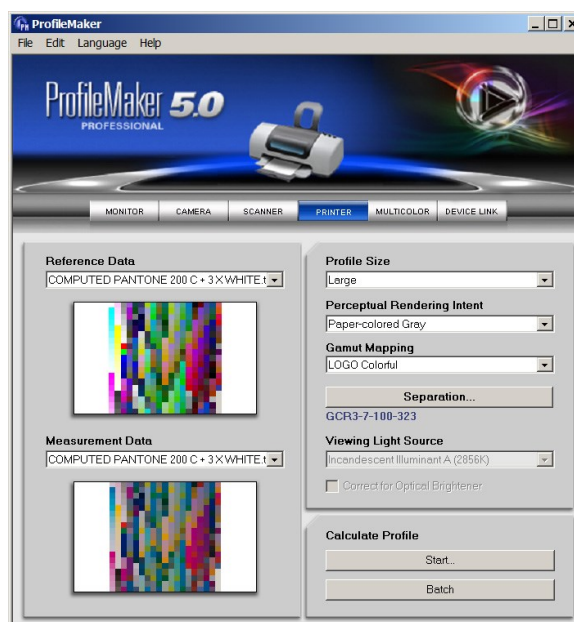 ProfileMaker
File Edit Language Help
ProfileMaker 5.0
PROFESSIONAL
MONITOR CAMERA SCANNER PRINTER MULTICOLOR DEVICE LINK
Reference Data
COMPUTED PANTONE 200 C + 3 X WHITE.t
Measurement Data
COMPUTED PANTONE 200 C + 3 X WHITE.t
Profile Size
Large
Perceptual Rendering Intent
Paper-colored Gray
Gamut Mapping
LOGO Colorful
Separation...
GCR3-7-100-323
Viewing Light Source
Incandescent Illuminant A (2856K)
Correct for Optical Brightener
Calculate Profile
Start...
Batch